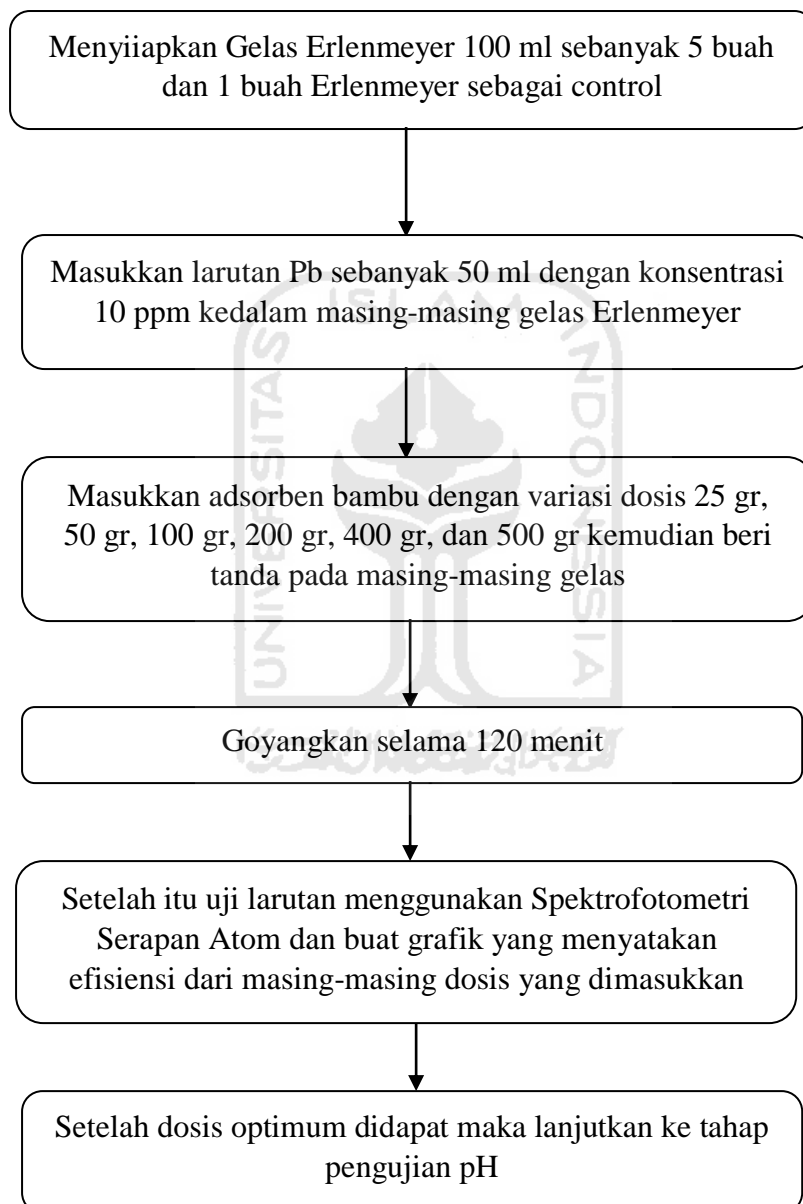 Menyiiapkan Gelas Erlenmeyer 100 ml sebanyak 5 buah
dan 1 buah Erlenmeyer sebagai control
Masukkan larutan Pb sebanyak 50 ml dengan konsentrasi
10 ppm kedalam masing-masing gelas Erlenmeyer
Masukkan adsorben bambu dengan variasi dosis 25 gr,
50 gr, 100 gr, 200 gr, 400 gr, dan 500 gr kemudian beri
tanda pada masing-masing gelas
Goyangkan selama 120 menit
Setelah itu uji larutan menggunakan Spektrofotometri
Serapan Atom dan buat grafik yang menyatakan
efisiensi dari masing-masing dosis yang dimasukkan
Setelah dosis optimum didapat maka lanjutkan ke tahap
pengujian pH
UNIVERSITAS
ISLAM
INDONESIA